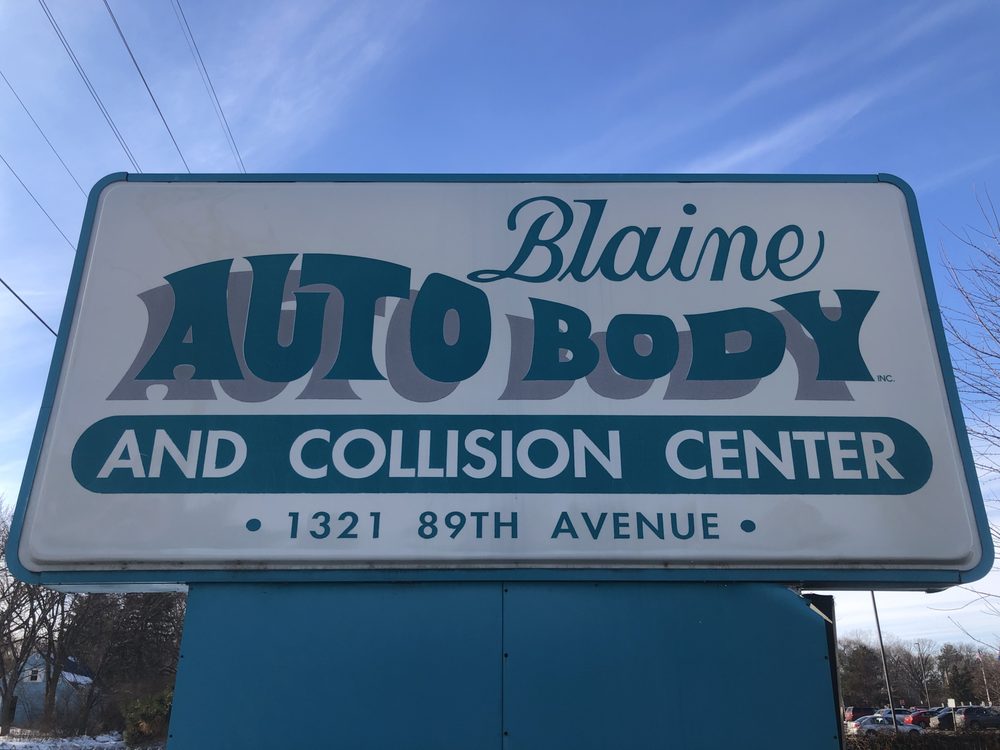 Blaine
AUTO BODY INC.
AND COLLISION CENTER
• 1321 89TH AVENUE •